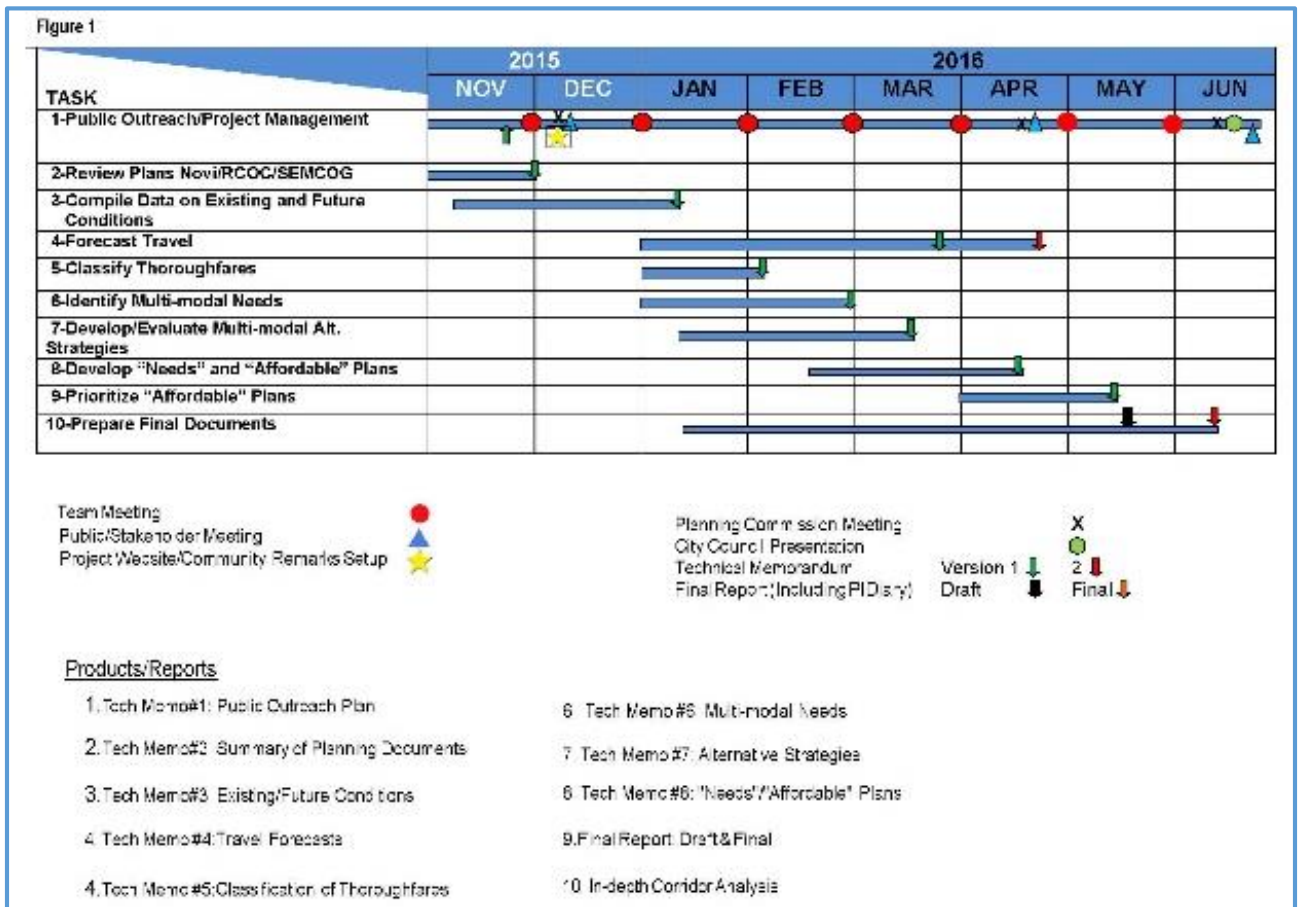 Figure 1
2015 2016
TASK NOV DEC JAN FEB MAR APR MAY JUN
1-Public Outreach/Project Management
X X X
2-Review Plans Novi/RCOC/SEMCOG
3-Compile Data on Existing and Future
Conditions
4-Forecast Travel
5-Classify Thoroughfares
6-Identify Multi-modal Needs
7-Develop/Evaluate Multi-modal Alt.
Strategies
8-Develop "Needs" and "Affordable" Plans
9-Prioritize "Affordable" Plans
10-Prepare Final Documents
Team Meeting
Public/Stakeholder Meeting
Project Website/Community Remarks Setup
Planning Commission Meeting X
City Council Presentation
Technical Memorandum Version 1 2
Final Report (Including PI Diary) Draft Final
Products/Reports
1. Tech Memo#1: Public Outreach Plan
2. Tech Memo#2 Summary of Planning Documents
3. Tech Memo#3 Existing/Future Conditions
4. Tech Memo #4: Travel Forecasts
4. Tech Memo #5: Classification of Thoroughfares
6 Tech Memo #6: Multi-modal Needs
7. Tech Memo #7: Alternative Strategies
8 Tech Memo #8: "Needs"/"Affordable" Plans
9. Final Report: Draft & Final
10. In-depth Corridor Analysis